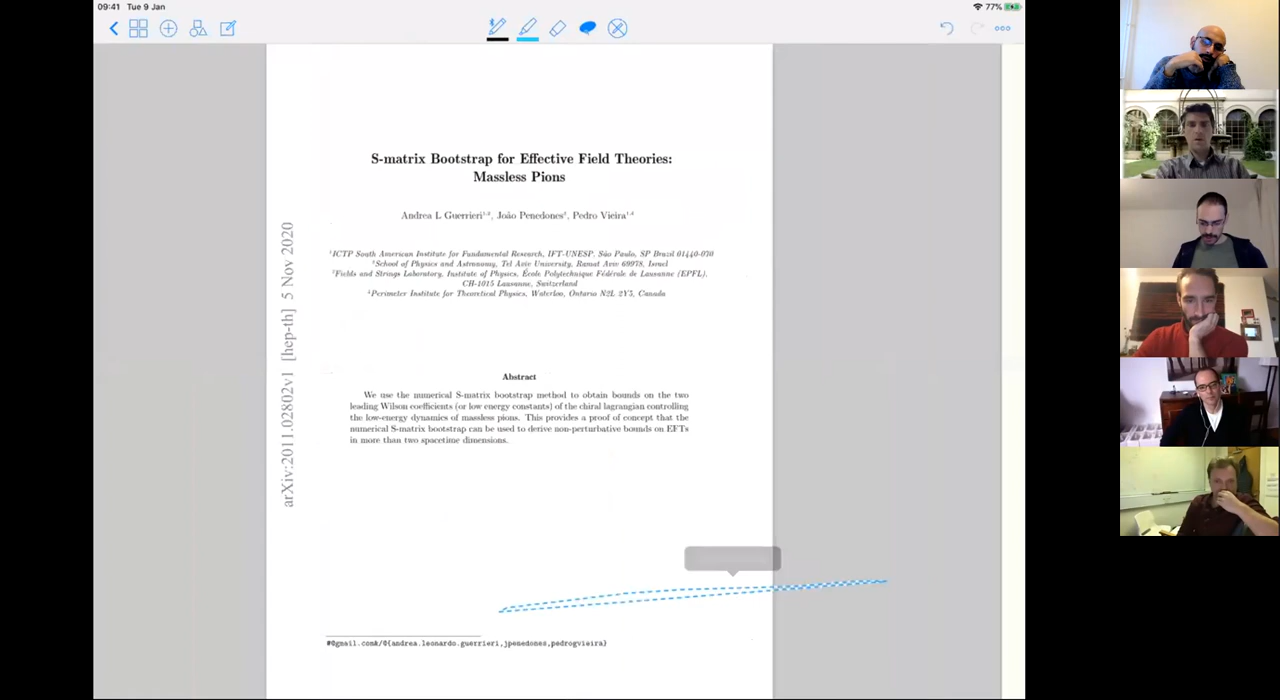 09:41 Tue 9 Jan
77%
S-matrix Bootstrap for Effective Field Theories:
Massless Pions
Andrea L Guerrieri¹·², João Penedones³, Pedro Vieira¹·⁴
¹ICTP South American Institute for Fundamental Research, IFT-UNESP, São Paulo, SP Brazil 01440-070
School of Physics and Astronomy, Tel Aviv University, Ramat Aviv 69978, Israel
Fields and Strings Laboratory, Institute of Physics, École Polytechnique Fédérale de Lausanne (EPFL),
CH-1015 Lausanne, Switzerland
⁴Perimeter Institute for Theoretical Physics, Waterloo, Ontario N2L 2Y5, Canada
arXiv:2011.02802v1 [hep-th] 5 Nov 2020
Abstract
We use the numerical S-matrix bootstrap method to obtain bounds on the two
leading Wilson coefficients (or low energy constants) of the chiral lagrangian controlling
the low-energy dynamics of massless pions. This provides a proof of concept that the
numerical S-matrix bootstrap can be used to derive non-perturbative bounds on EFTs
in more than two spacetime dimensions.
{andrea.leonardo.guerrieri,jpenedones,pedrogvieira}